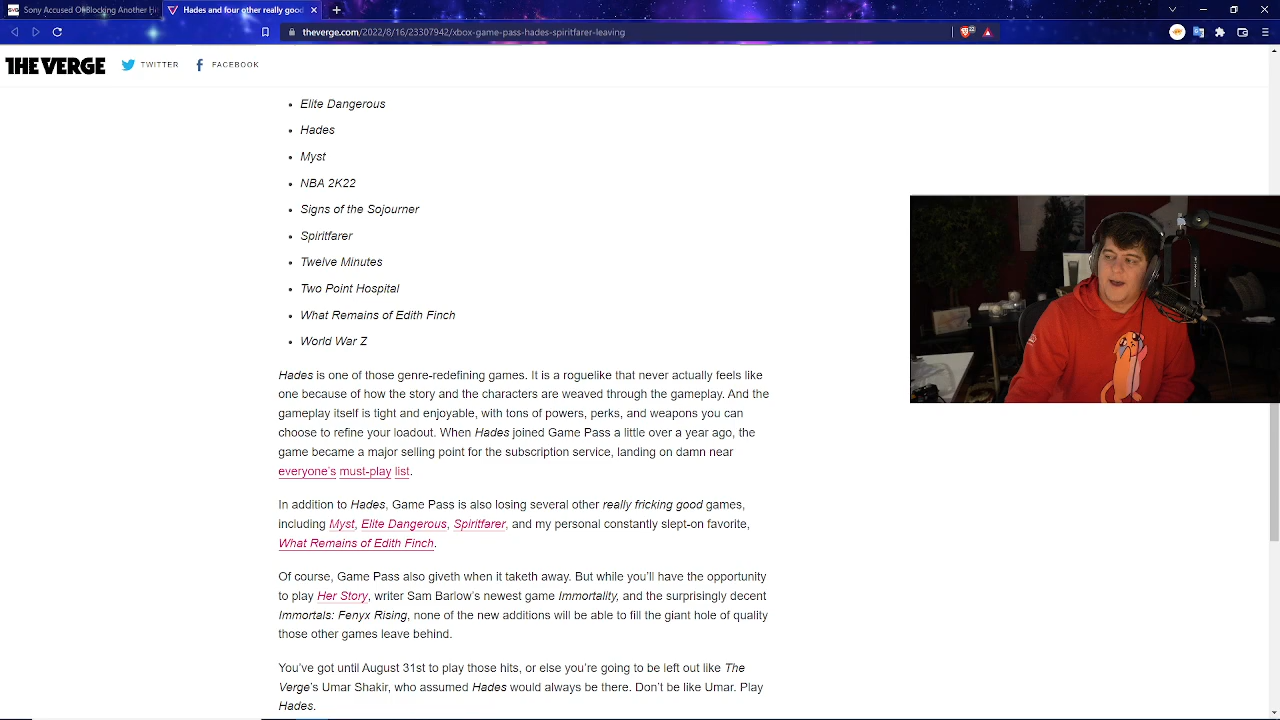 Sony Accused Of Blocking Another
Hades and four other really good
theverge.com/2022/8/16/23307942/xbox-game-pass-hades-spiritfarer-leaving
THE VERGE TWITTER FACEBOOK
Elite Dangerous
Hades
Myst
NBA 2K22
Signs of the Sojourner
Spiritfarer
Twelve Minutes
Two Point Hospital
What Remains of Edith Finch
World War Z
Hades is one of those genre-redefining games. It is a roguelike that never actually feels like
one because of how the story and the characters are weaved through the gameplay. And the
gameplay itself is tight and enjoyable, with tons of powers, perks, and weapons you can
choose to refine your loadout. When Hades joined Game Pass a little over a year ago, the
game became a major selling point for the subscription service, landing on damn near
everyone's must-play list.
In addition to Hades, Game Pass is also losing several other really fricking good games,
including Myst, Elite Dangerous, Spiritfarer, and my personal constantly slept-on favorite,
What Remains of Edith Finch.
Of course, Game Pass also giveth when it taketh away. But while you'll have the opportunity
to play Her Story, writer Sam Barlow's newest game Immortality, and the surprisingly decent
Immortals: Fenyx Rising, none of the new additions will be able to fill the giant hole of quality
those other games leave behind.
You've got until August 31st to play those hits, or else you're going to be left out like The
Verge's Umar Shakir, who assumed Hades would always be there. Don't be like Umar. Play
Hades.